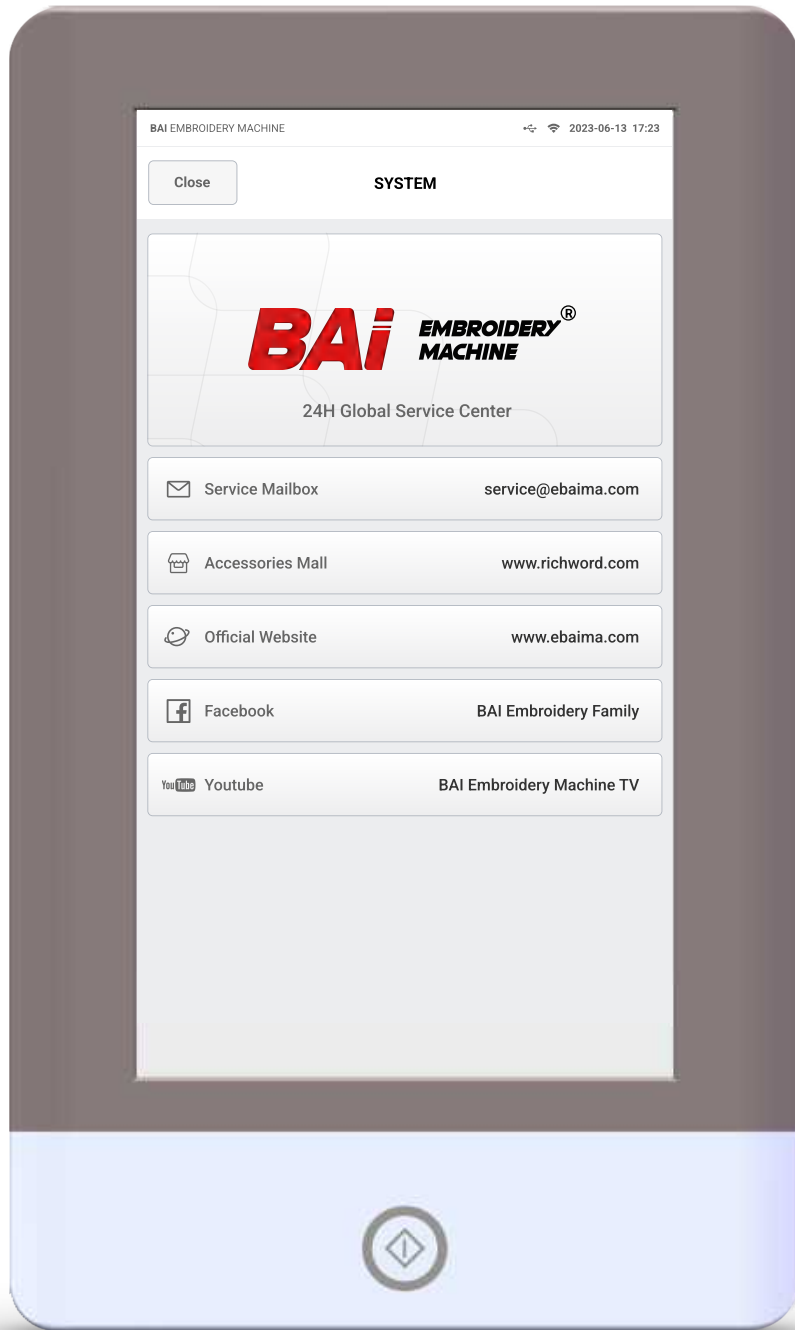 BAI EMBROIDERY MACHINE 2023-06-13 17:23
Close SYSTEM
BAi EMBROIDERY®
MACHINE
24H Global Service Center
Service Mailbox service@ebaima.com
Accessories Mall www.richword.com
Official Website www.ebaima.com
Facebook BAI Embroidery Family
You Tube Youtube BAI Embroidery Machine TV